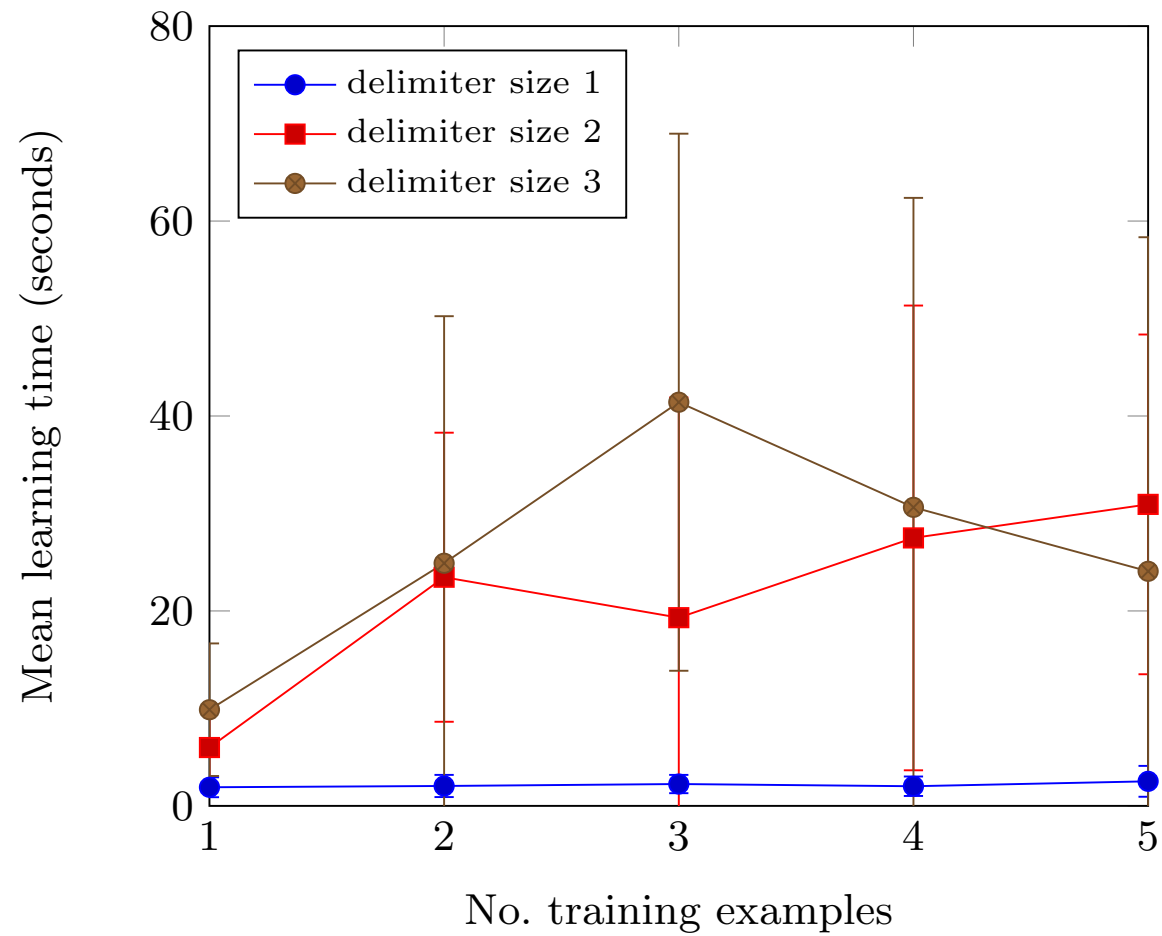 80
60
40
20
0
Mean learning time (seconds)
delimiter size 1
delimiter size 2
delimiter size 3
1 2 3 4 5
No. training examples